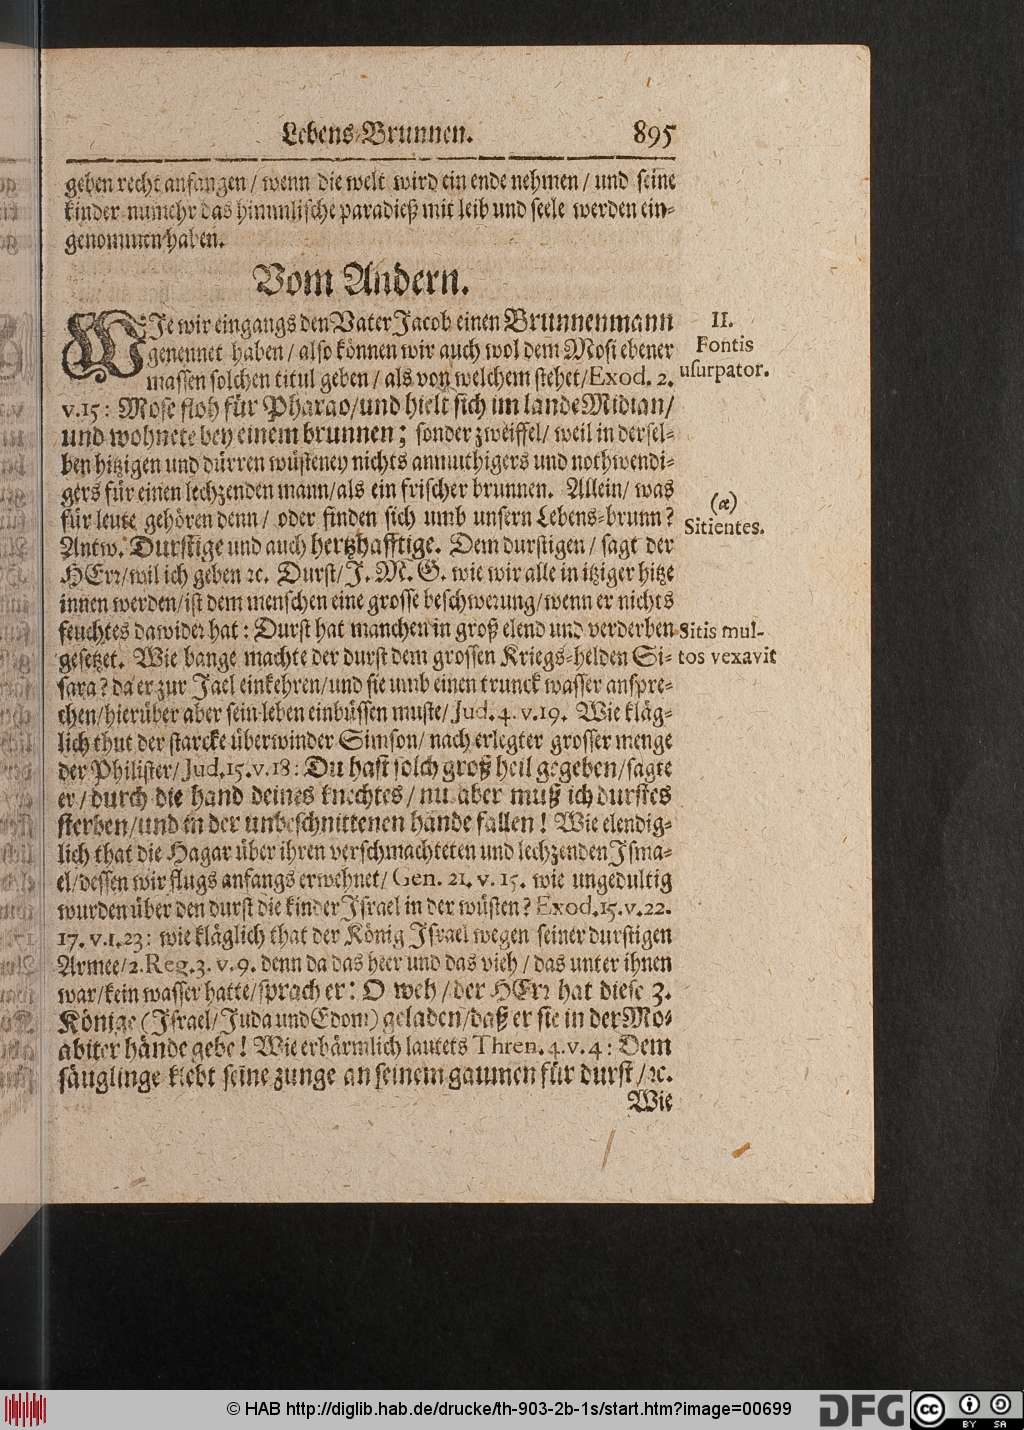 Lebens-Brunnen. 895
geben recht anfangen / wenn die welt wird ein ende nehmen / und seine
kinder nunmehr das himmlische paradieß mit leib und seele werden ein-
genommen haben.
Vom Andern.
WJe wir eingangs den Vater Jacob einen Brunnenmann
genennet haben / also können wir auch wol dem Mosi ebener
massen solchen titul geben / als von welchem stehet / Exod. 2.
v. 15: Mose floh für Pharao / und hielt sich im lande Midian /
und wohnete bey einem brunnen; sonder zweiffel / weil in dersel-
ben hitzigen und dürren wüsteney nichts anmuthigers und nothwendi-
gers für einen lechzenden mann / als ein frischer brunnen. Allein / was
für leute gehören denn / oder finden sich umb unsern Lebens-brunn?
Antw. Durstige und auch hertzhafftige. Dem durstigen / sagt der
HErr / wil ich geben ꝛc. Durst / J. M. G. wie wir alle in itziger hitze
innen werden / ist dem menschen eine grosse beschwerung / wenn er nichts
feuchtes dawider hat: Durst hat manchen in groß elend und verderben
gesetzet. Wie bange machte der durst dem grossen Kriegs-helden Si-
sara? da er zur Jael einkehren / und sie umb einen trunck wasser anspre-
chen / hierüber aber sein leben einbüssen muste / Jud. 4. v. 19. Wie kläg-
lich thut der starcke überwinder Simson / nach erlegter grosser menge
der Philister / Jud. 15. v. 18: Du hast solch groß heil gegeben / sagte
er / durch die hand deines knechtes / nu aber muß ich durstes
sterben / und in der unbeschnittenen hände fallen! Wie elendig-
lich that die Hagar über ihren verschmachteten und lechzenden Jsma-
el / dessen wir flugs anfangs erwehnet / Gen. 21. v. 15. wie ungedultig
wurden über den durst die kinder Jsrael in der wüsten? Exod. 15. v. 22.
17. v. 1. 23: wie kläglich that der König Jsrael wegen seiner durstigen
Armee / 2. Reg. 3. v. 9. denn da das heer und das vieh / das unter ihnen
war / kein wasser hatte / sprach er: O weh / der HErr hat diese 3.
Könige (Jsrael / Juda und Edom) geladen / daß er sie in der Mo-
abiter hände gebe! Wie erbärmlich lautets Thren. 4. v. 4: Dem
säuglinge klebt seine zunge an seinem gaumen für durst / ꝛc.
Wie
II.
Fontis
usurpator.
(æ)
Sitientes.
Sitis mul-
tos vexavit
© HAB http://diglib.hab.de/drucke/th-903-2b-1s/start.htm?image=00699
DFG
cc
BY SA